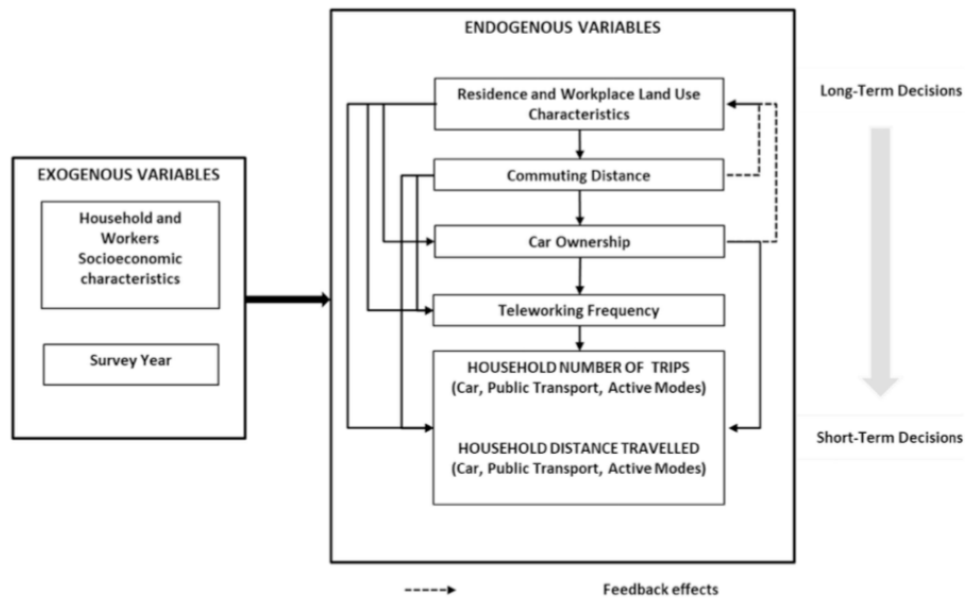 ENDOGENOUS VARIABLES
Residence and Workplace Land Use
Characteristics
Long-Term Decisions
EXOGENOUS VARIABLES
Commuting Distance
Household and
Workers
Socioeconomic
characteristics
Car Ownership
Teleworking Frequency
Survey Year
HOUSEHOLD NUMBER OF TRIPS
(Car, Public Transport, Active Modes)
Short-Term Decisions
HOUSEHOLD DISTANCE TRAVELLED
(Car, Public Transport, Active Modes)
Feedback effects